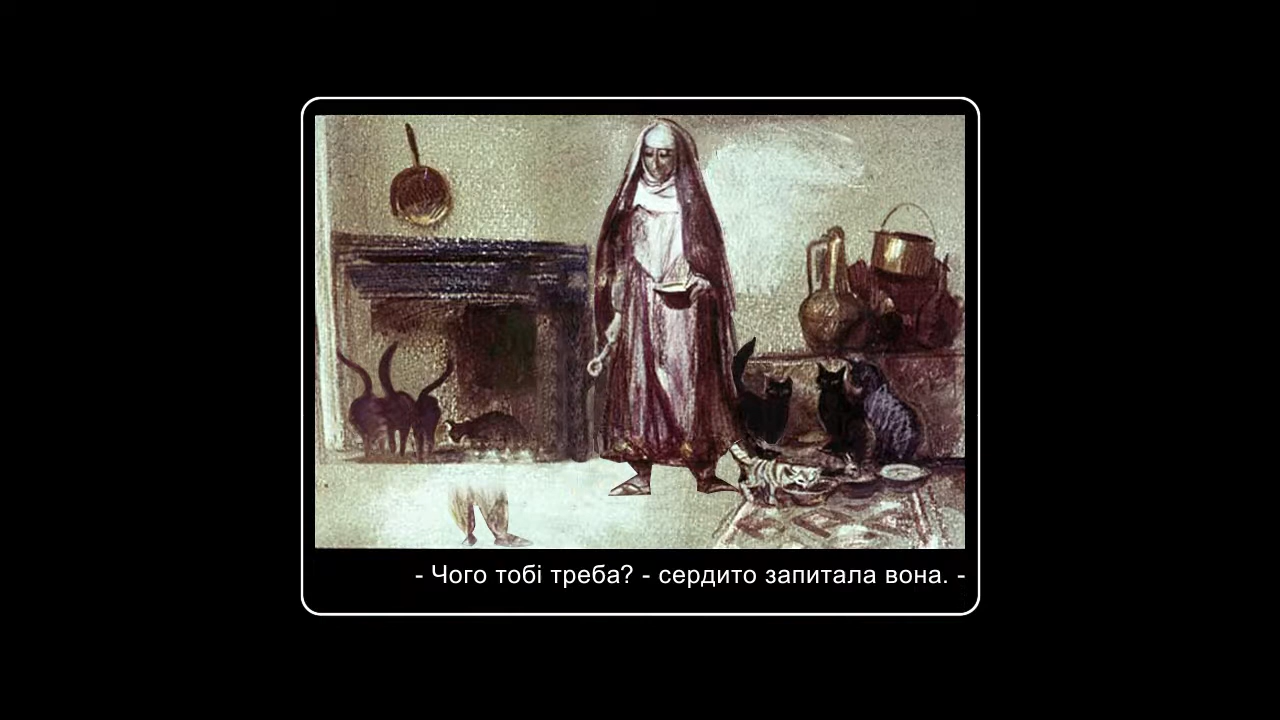 - Чого тобі треба? - сердито запитала вона. -